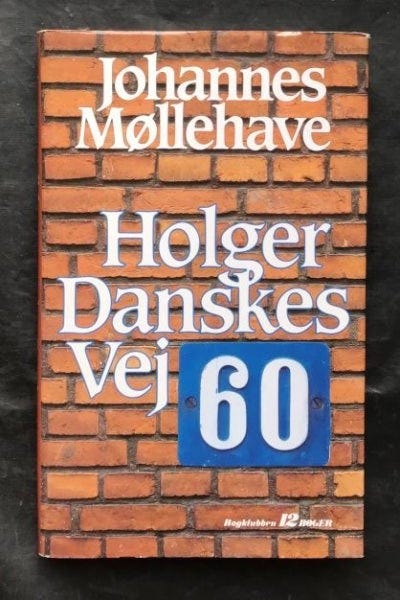 Johannes
Møllehave
Holger
Danskes
Vej 60
Bogklubben 12 BØGER